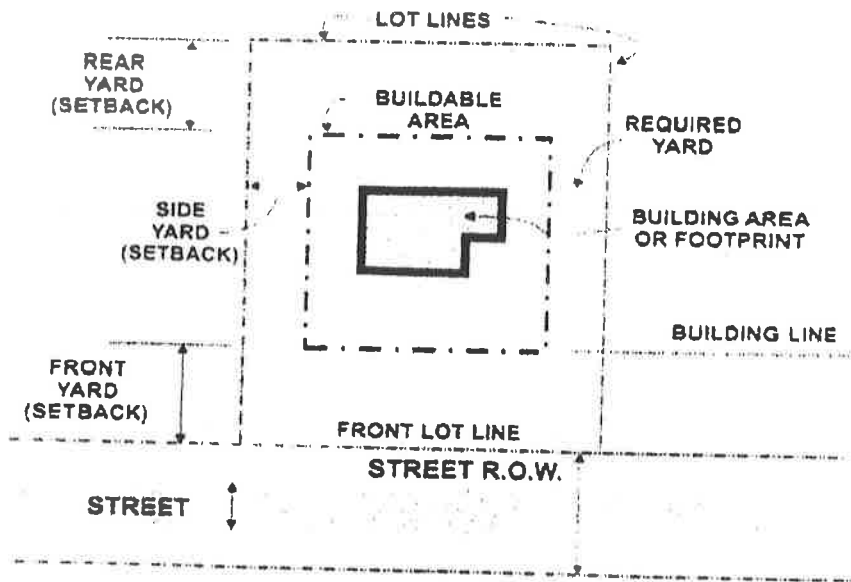 LOT LINES
REAR
YARD
(SETBACK)
BUILDABLE
AREA
REQUIRED
YARD
SIDE
YARD
(SETBACK)
BUILDING AREA
OR FOOTPRINT
BUILDING LINE
FRONT
YARD
(SETBACK)
FRONT LOT LINE
STREET R.O.W.
STREET